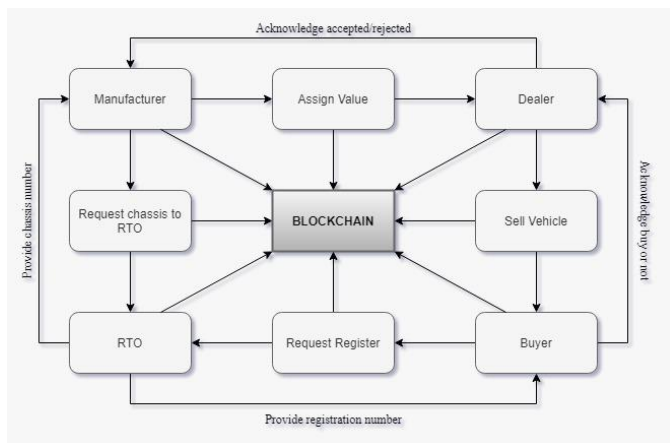 Acknowledge accepted/rejected
Manufacturer
Assign Value
Dealer
Provide chassis number
Request chassis to
RTO
BLOCKCHAIN
Sell Vehicle
Acknowledge buy or not
RTO
Request Register
Buyer
Provide registration number